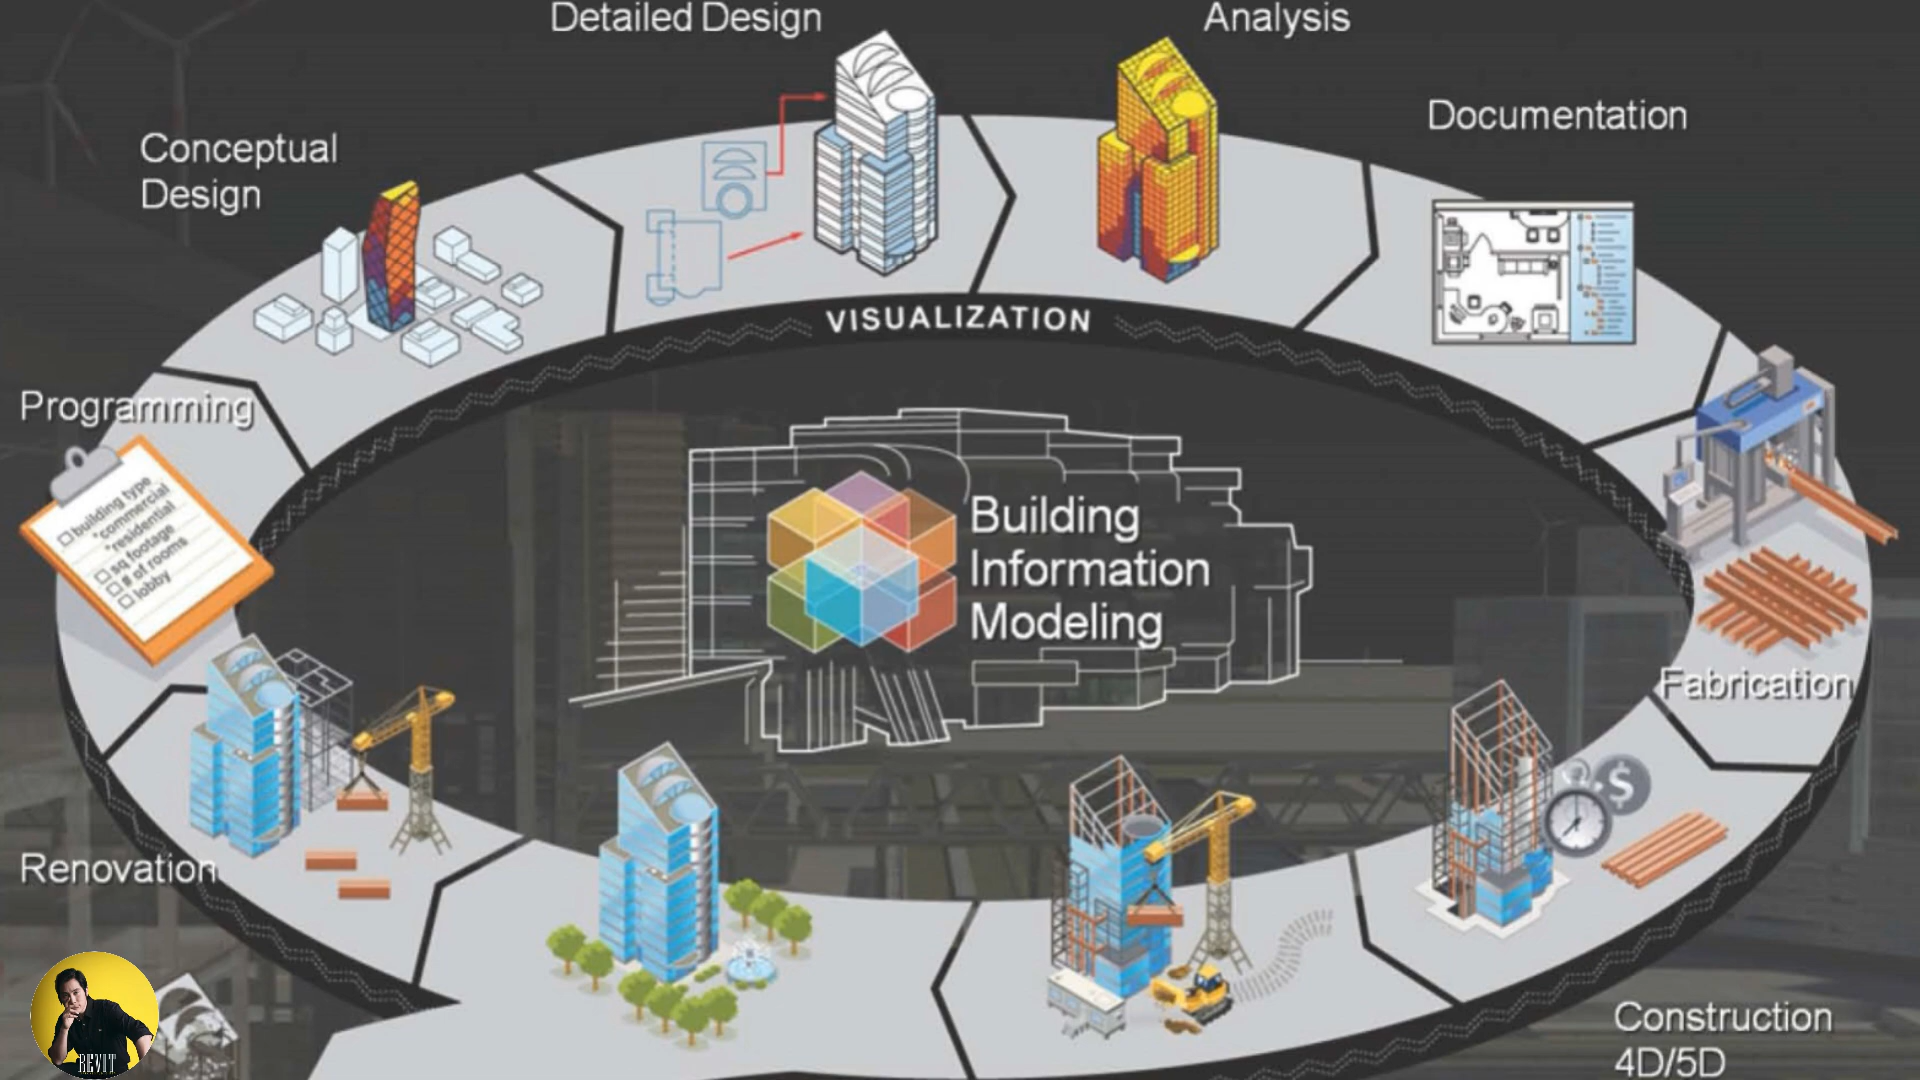 Detailed Design
Analysis
Documentation
Conceptual
Design
VISUALIZATION
Programming
building type
*commercial
*residential
sq footage
# of rooms
lobby
Building
Information
Modeling
Fabrication
$
Renovation
Construction
4D/5D
REVIT